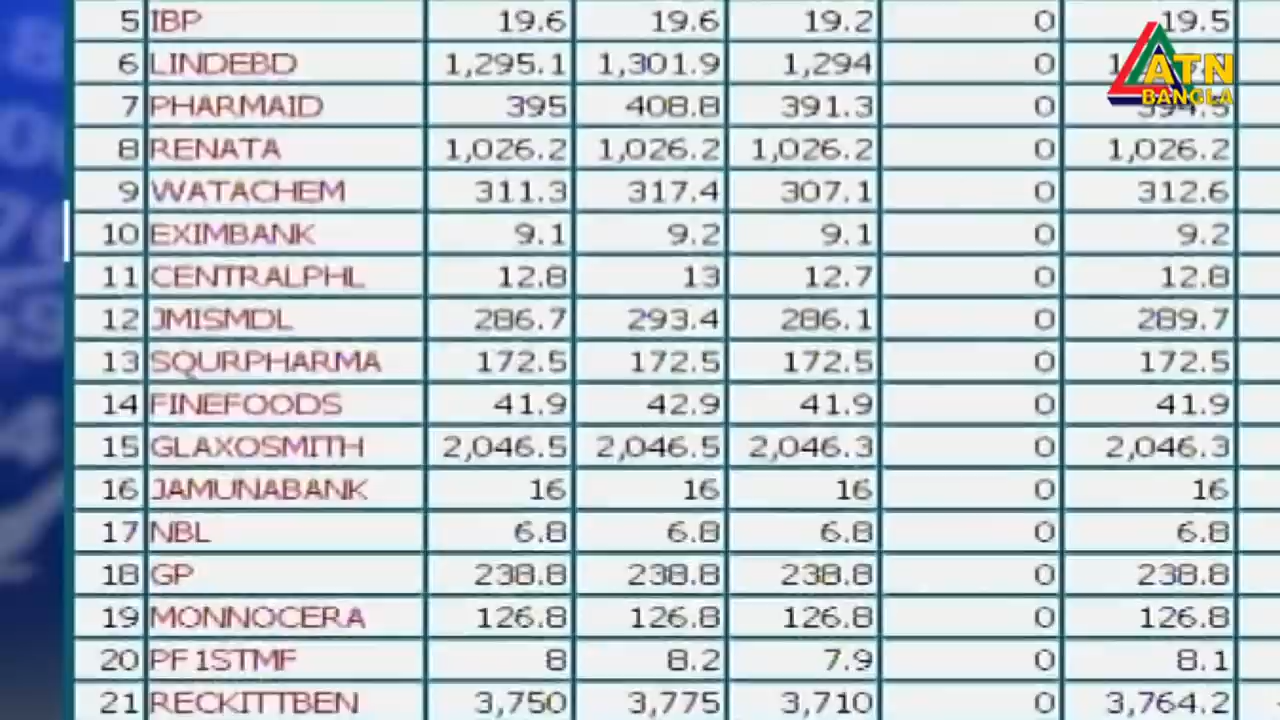 5 IBP 19.6 19.6 19.2 0 19.5
6 LINDEBD 1,295.1 1,301.9 1,294 0
7 PHARMAID 395 408.8 391.3 0 394.5
8 RENATA 1,026.2 1,026.2 1,026.2 0 1,026.2
9 WATACHEM 311.3 317.4 307.1 0 312.6
10 EXIMBANK 9.1 9.2 9.1 0 9.2
11 CENTRALPHL 12.8 13 12.7 0 12.8
12 JMISMDL 286.7 293.4 286.1 0 289.7
13 SQURPHARMA 172.5 172.5 172.5 0 172.5
14 FINEFOODS 41.9 42.9 41.9 0 41.9
15 GLAXOSMITH 2,046.5 2,046.5 2,046.3 0 2,046.3
16 JAMUNABANK 16 16 16 0 16
17 NBL 6.8 6.8 6.8 0 6.8
18 GP 238.8 238.8 238.8 0 238.8
19 MONNOCERA 126.8 126.8 126.8 0 126.8
20 PF1STMF 8 8.2 7.9 0 8.1
21 RECKITTBEN 3,750 3,775 3,710 0 3,764.2
ATN
BANGLA